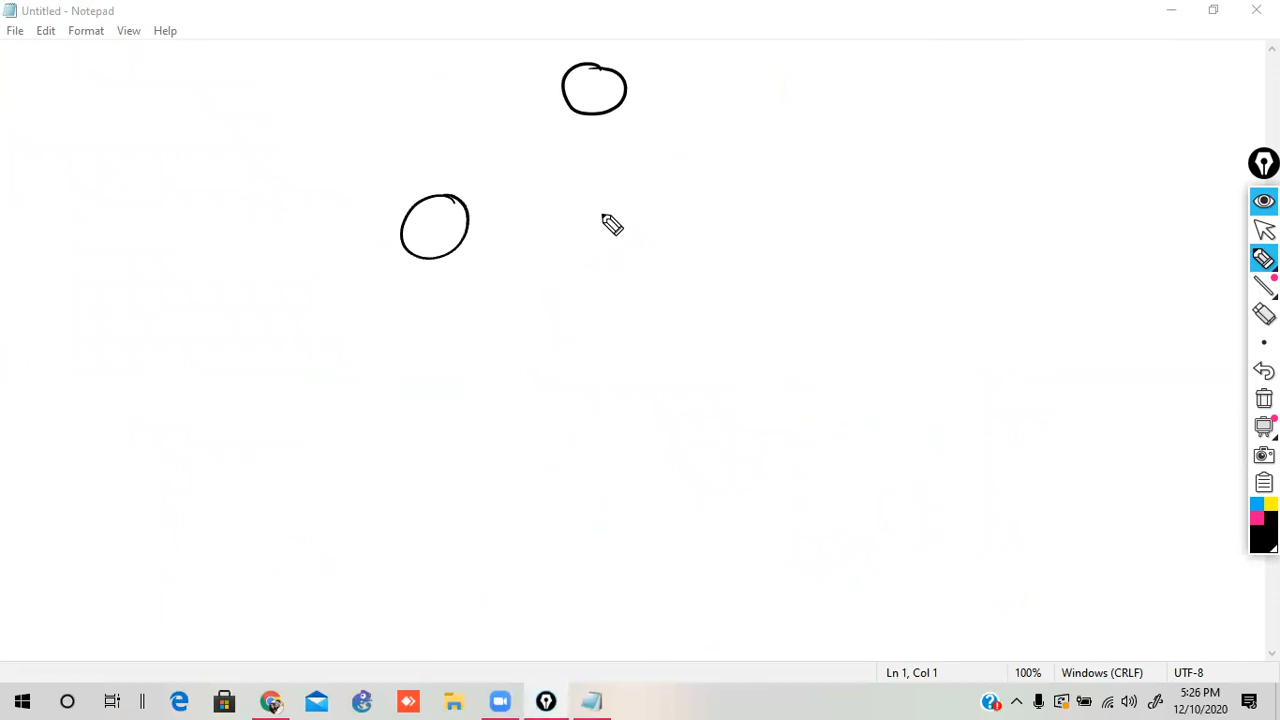 Untitled - Notepad
File Edit Format View Help
Ln 1, Col 1 100% Windows (CRLF) UTF-8
5:26 PM
12/10/2020